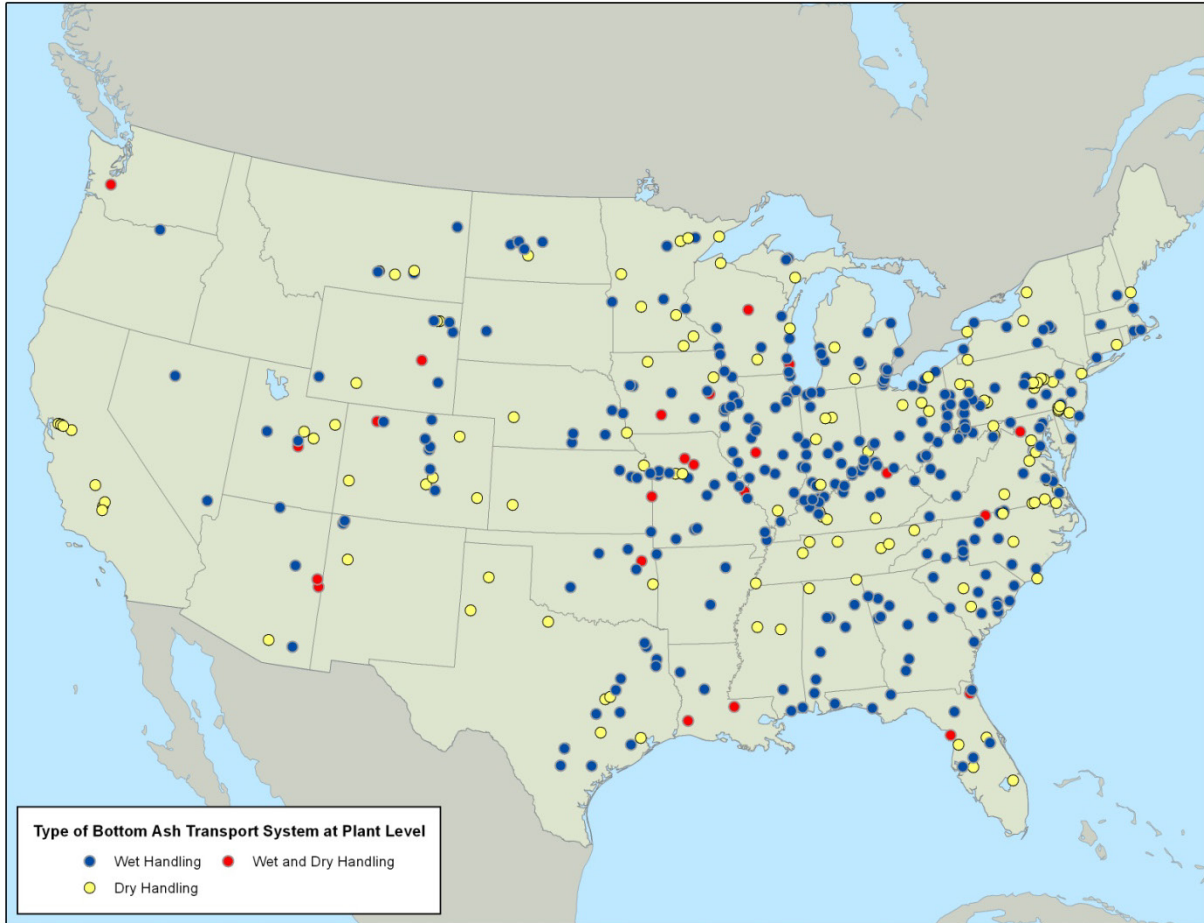 Type of Bottom Ash Transport System at Plant Level
Wet Handling Wet and Dry Handling
Dry Handling